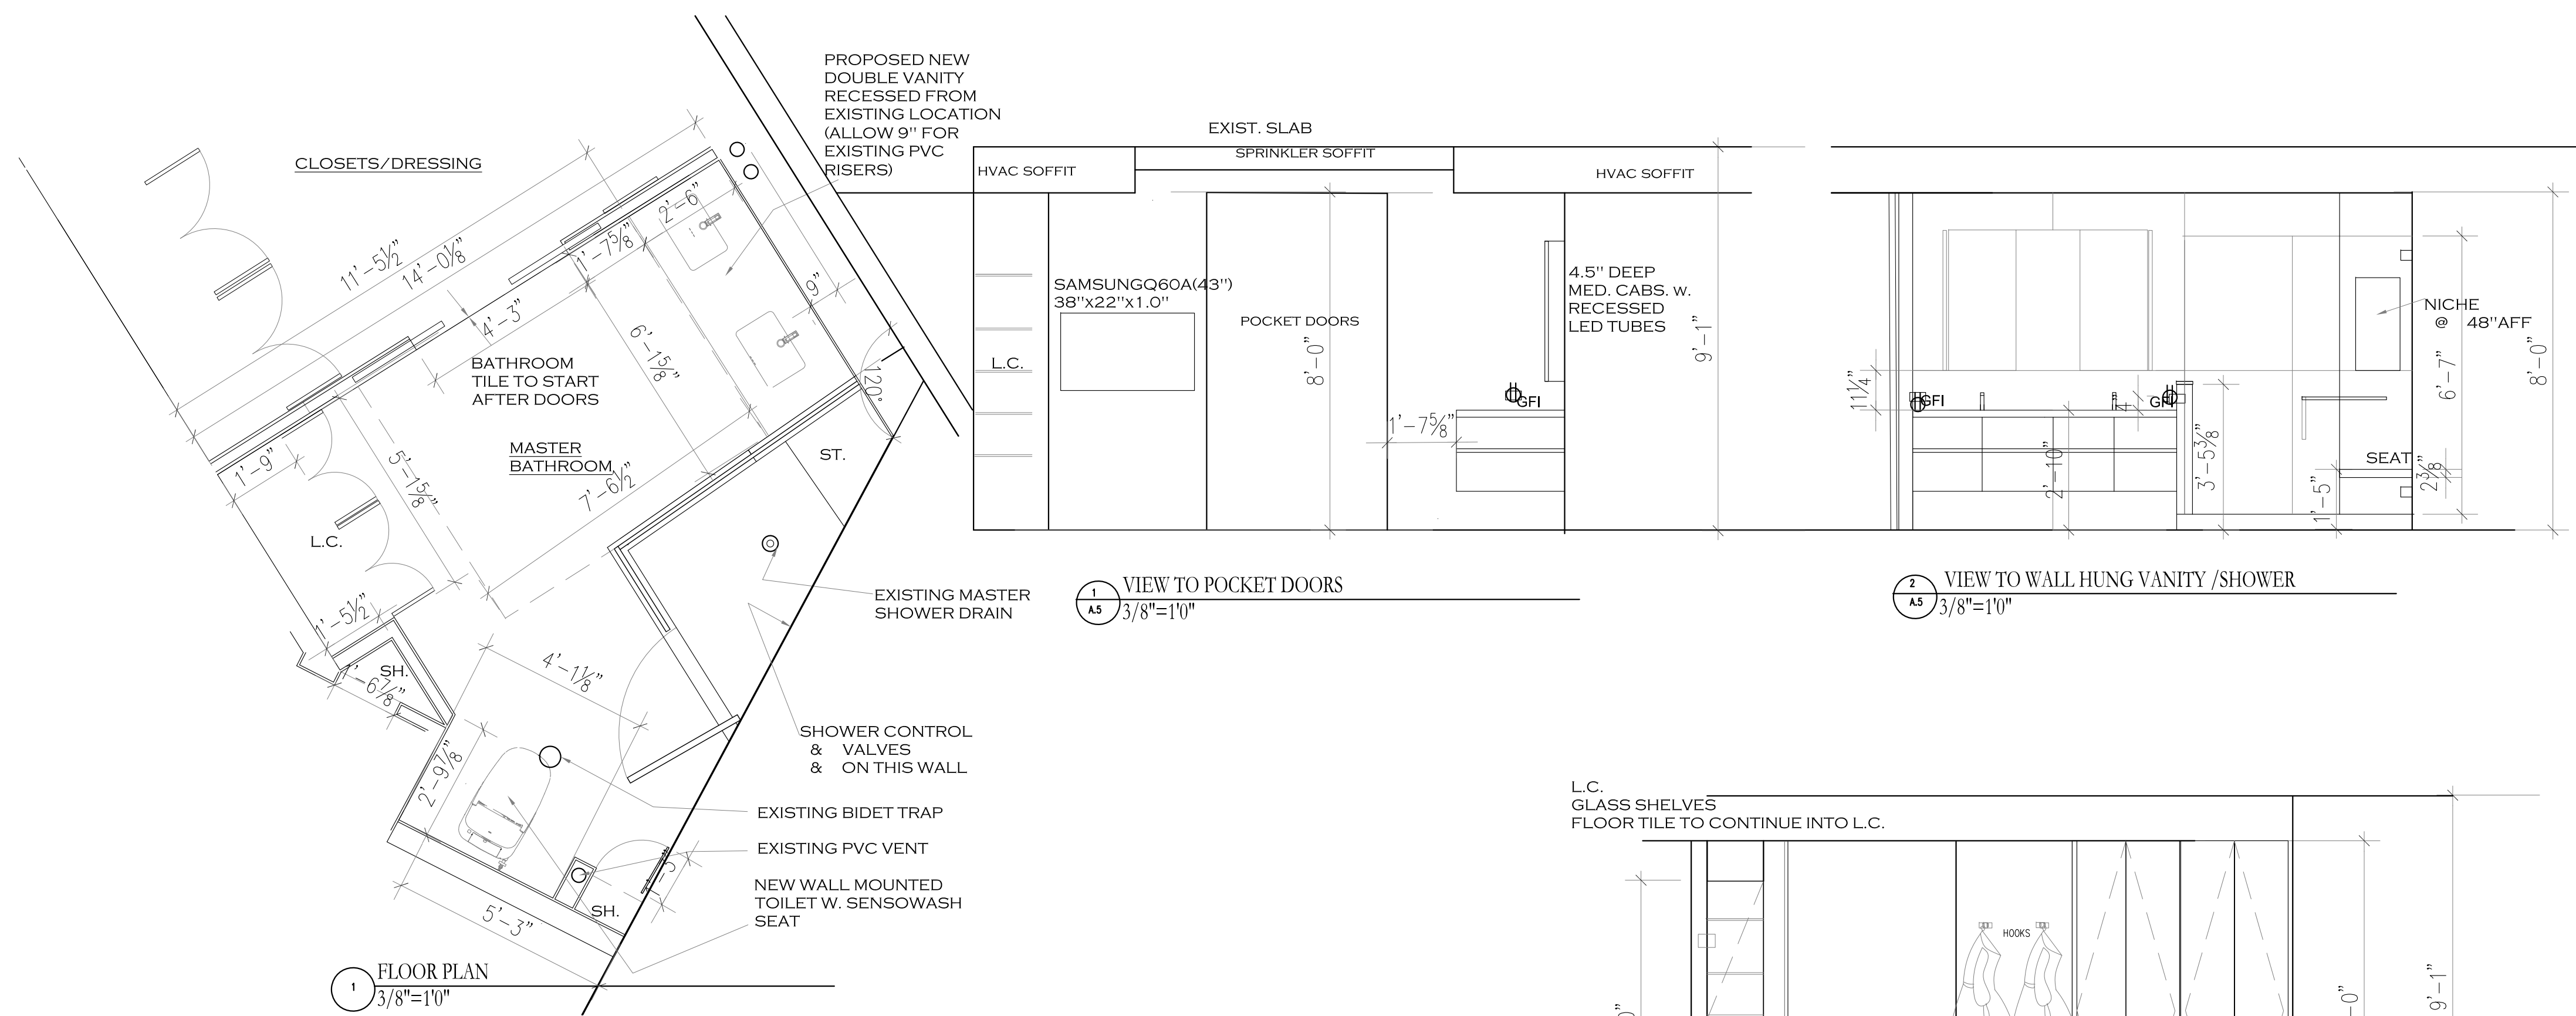 CLOSETS/DRESSING
PROPOSED NEW
DOUBLE VANITY
RECESSED FROM
EXISTING LOCATION
(ALLOW 9" FOR
EXISTING PVC
RISERS)
11'-5½"
14'-0⅛"
2'-6"
1'-7⅝"
4'-3"
9"
6'-1⅝"
120°
BATHROOM
TILE TO START
AFTER DOORS
MASTER
BATHROOM
1'-9"
5'-1⅝"
7'-6½"
ST.
L.C.
1'-5½"
SH.
1'-6⅞"
4'-1⅛"
2'-9⅞"
5'-3"
SH.
EXISTING MASTER
SHOWER DRAIN
SHOWER CONTROL
& VALVES
& ON THIS WALL
EXISTING BIDET TRAP
EXISTING PVC VENT
NEW WALL MOUNTED
TOILET W. SENSOWASH
SEAT
1
FLOOR PLAN
3/8"=1'0"
EXIST. SLAB
SPRINKLER SOFFIT
HVAC SOFFIT
HVAC SOFFIT
SAMSUNGQ60A(43")
38"x22"x1.0"
POCKET DOORS
L.C.
8'-0"
1'-7⅝"
GFI
4.5" DEEP
MED. CABS. w.
RECESSED
LED TUBES
9'-1"
1
A.5
VIEW TO POCKET DOORS
3/8"=1'0"
11¼"
GFI
GFI
4
2'-10"
3'-5⅜"
1'-5"
SEAT
2⅜"
NICHE
@ 48"AFF
6'-7"
8'-0"
2
A.5
VIEW TO WALL HUNG VANITY /SHOWER
3/8"=1'0"
L.C.
GLASS SHELVES
FLOOR TILE TO CONTINUE INTO L.C.
HOOKS
9'-1"